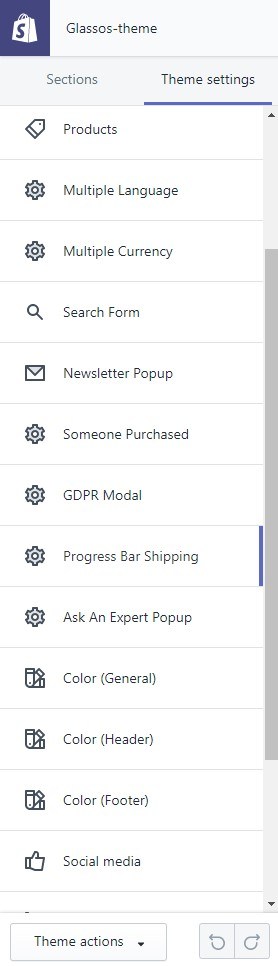 Glassos-theme
Sections
Theme settings
Products
Multiple Language
Multiple Currency
Search Form
Newsletter Popup
Someone Purchased
GDPR Modal
Progress Bar Shipping
Ask An Expert Popup
Color (General)
Color (Header)
Color (Footer)
Social media
Theme actions